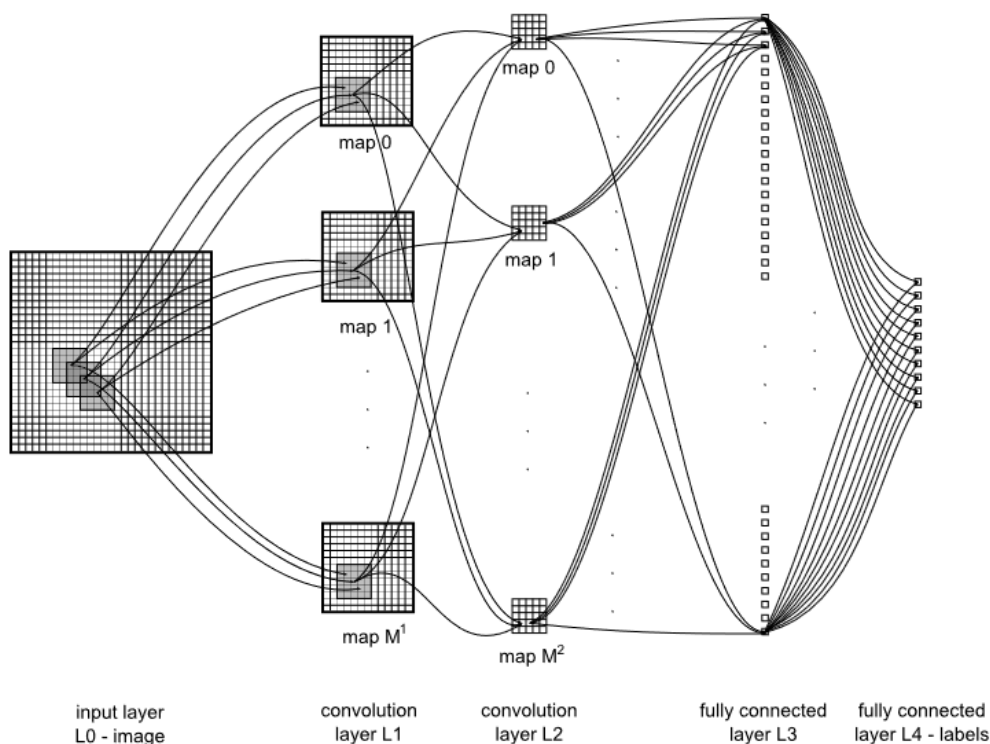 map 0
map 1
map M¹
map 0
map 1
map M²
input layer
L0 - image
convolution
layer L1
convolution
layer L2
fully connected
layer L3
fully connected
layer L4 - labels